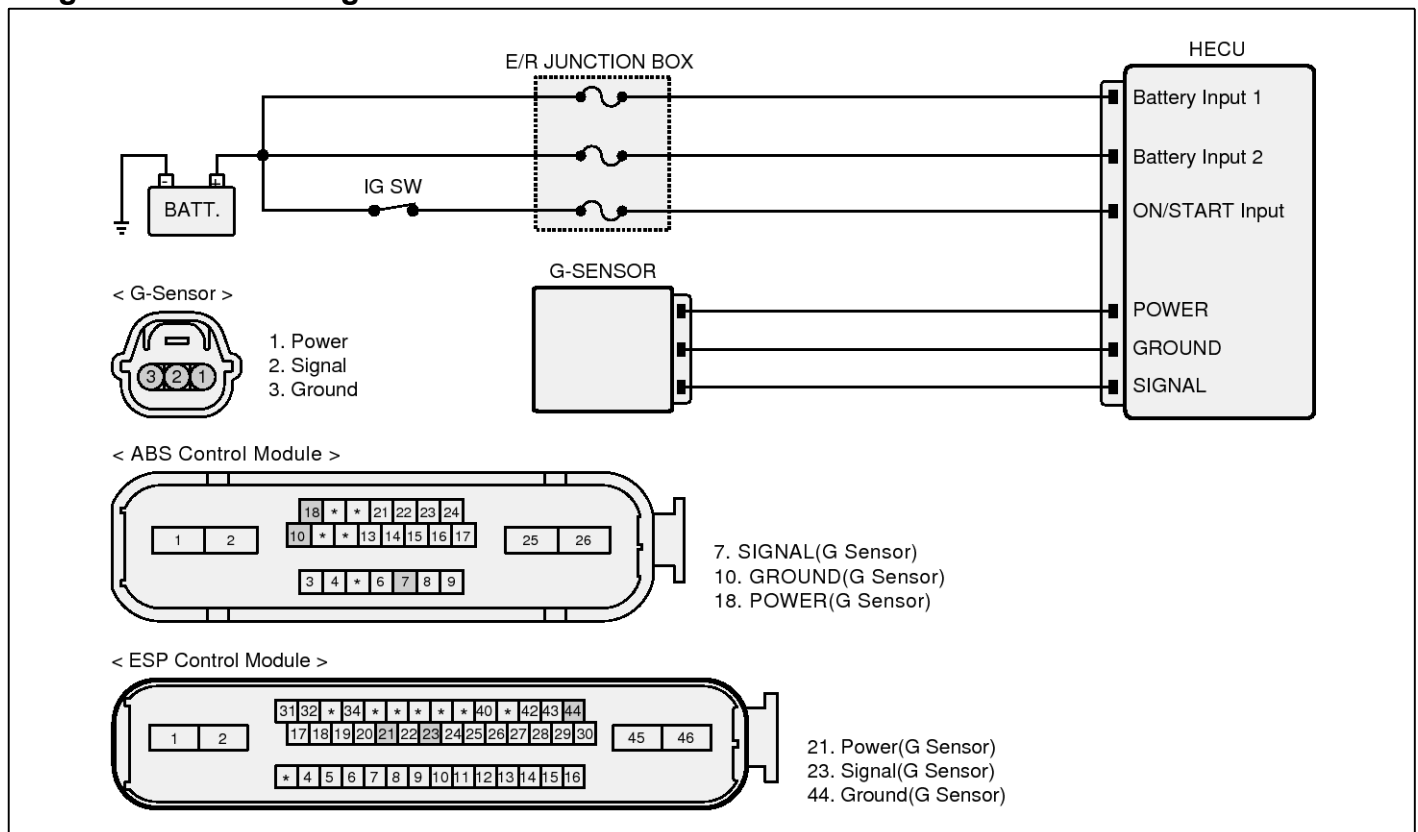 E/R JUNCTION BOX
HECU
Battery Input 1
Battery Input 2
IG SW
- +
BATT.
ON/START Input
G-SENSOR
POWER
GROUND
SIGNAL
< G-Sensor >
3 2 1
1. Power
2. Signal
3. Ground
< ABS Control Module >
18 * * 21 22 23 24
1 2 10 * * 13 14 15 16 17 25 26
3 4 * 6 7 8 9
7. SIGNAL(G Sensor)
10. GROUND(G Sensor)
18. POWER(G Sensor)
< ESP Control Module >
31 32 * 34 * * * * * 40 * 42 43 44
1 2 17 18 19 20 21 22 23 24 25 26 27 28 29 30 45 46
* 4 5 6 7 8 9 10 11 12 13 14 15 16
21. Power(G Sensor)
23. Signal(G Sensor)
44. Ground(G Sensor)